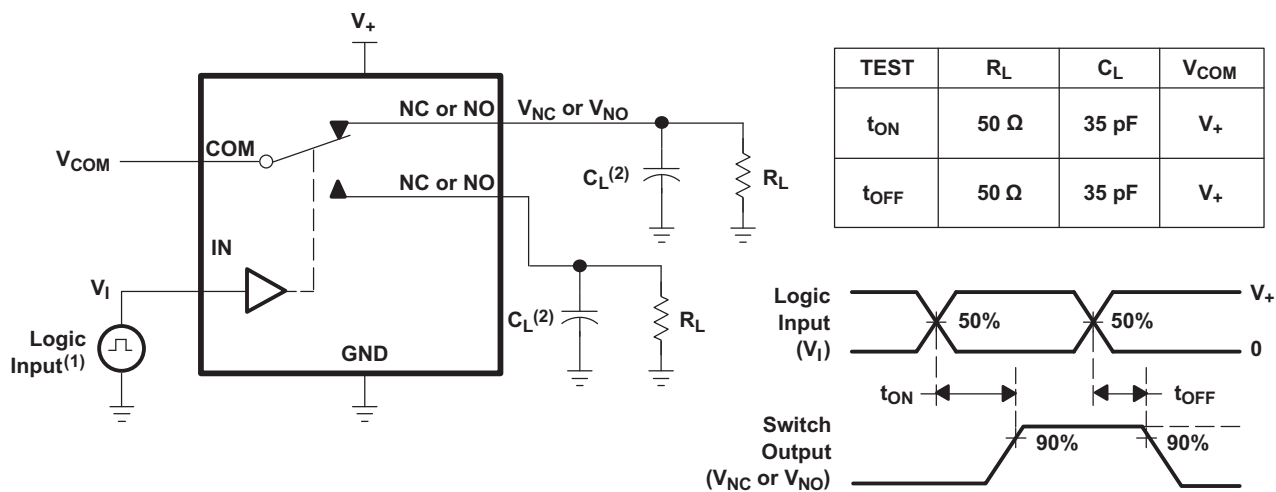 V+
NC or NO
VNC or VNO
COM
VCOM
CL(2)
RL
NC or NO
IN
VI
CL(2)
RL
Logic
Input(1)
GND
TEST RL CL VCOM
tON 50 Ω 35 pF V+
tOFF 50 Ω 35 pF V+
Logic
Input
(VI)
50%
50%
V+
0
tON
tOFF
Switch
Output
(VNC or VNO)
90%
90%